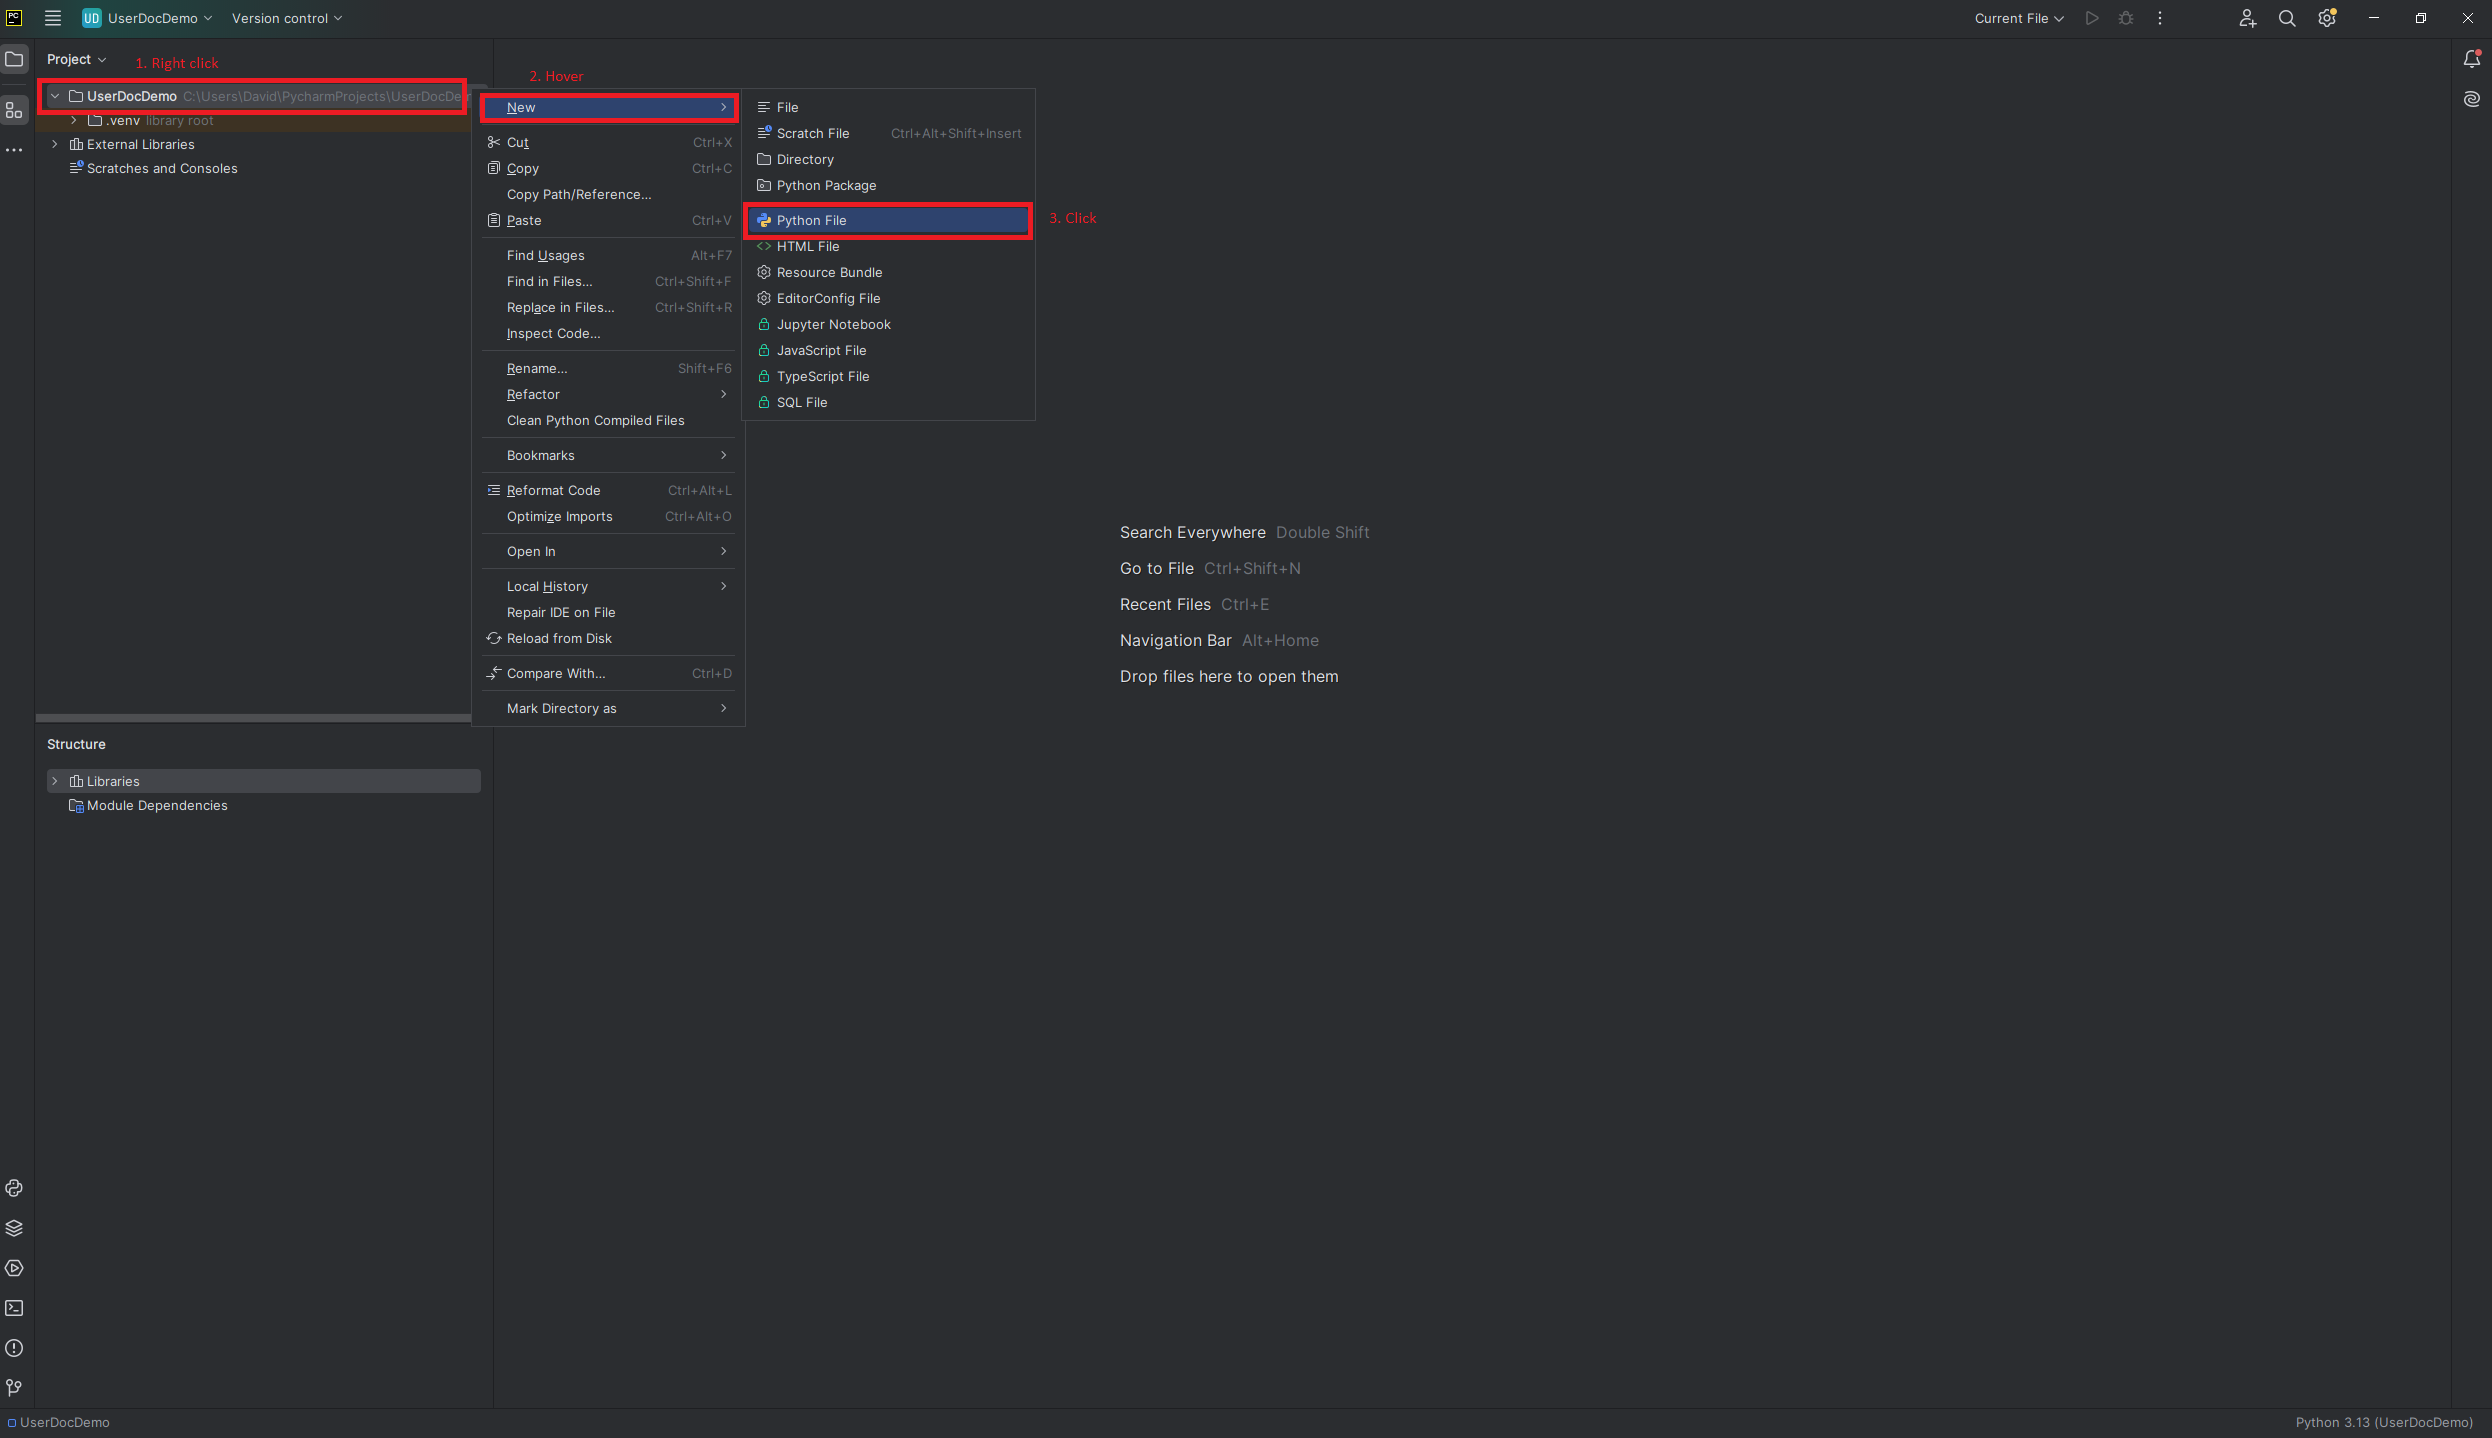 PC
UD UserDocDemo Version control Current File
Project
1. Right click
UserDocDemo C:\Users\David\PycharmProjects\UserDocDem
.venv library root
External Libraries
Scratches and Consoles
2. Hover
New
Cut Ctrl+X
Copy Ctrl+C
Copy Path/Reference...
Paste Ctrl+V
Find Usages Alt+F7
Find in Files... Ctrl+Shift+F
Replace in Files... Ctrl+Shift+R
Inspect Code...
Rename... Shift+F6
Refactor
Clean Python Compiled Files
Bookmarks
Reformat Code Ctrl+Alt+L
Optimize Imports Ctrl+Alt+O
Open In
Local History
Repair IDE on File
Reload from Disk
Compare With... Ctrl+D
Mark Directory as
File
Scratch File Ctrl+Alt+Shift+Insert
Directory
Python Package
Python File
3. Click
HTML File
Resource Bundle
EditorConfig File
Jupyter Notebook
JavaScript File
TypeScript File
SQL File
Search Everywhere Double Shift
Go to File Ctrl+Shift+N
Recent Files Ctrl+E
Navigation Bar Alt+Home
Drop files here to open them
Structure
Libraries
Module Dependencies
UserDocDemo
Python 3.13 (UserDocDemo)